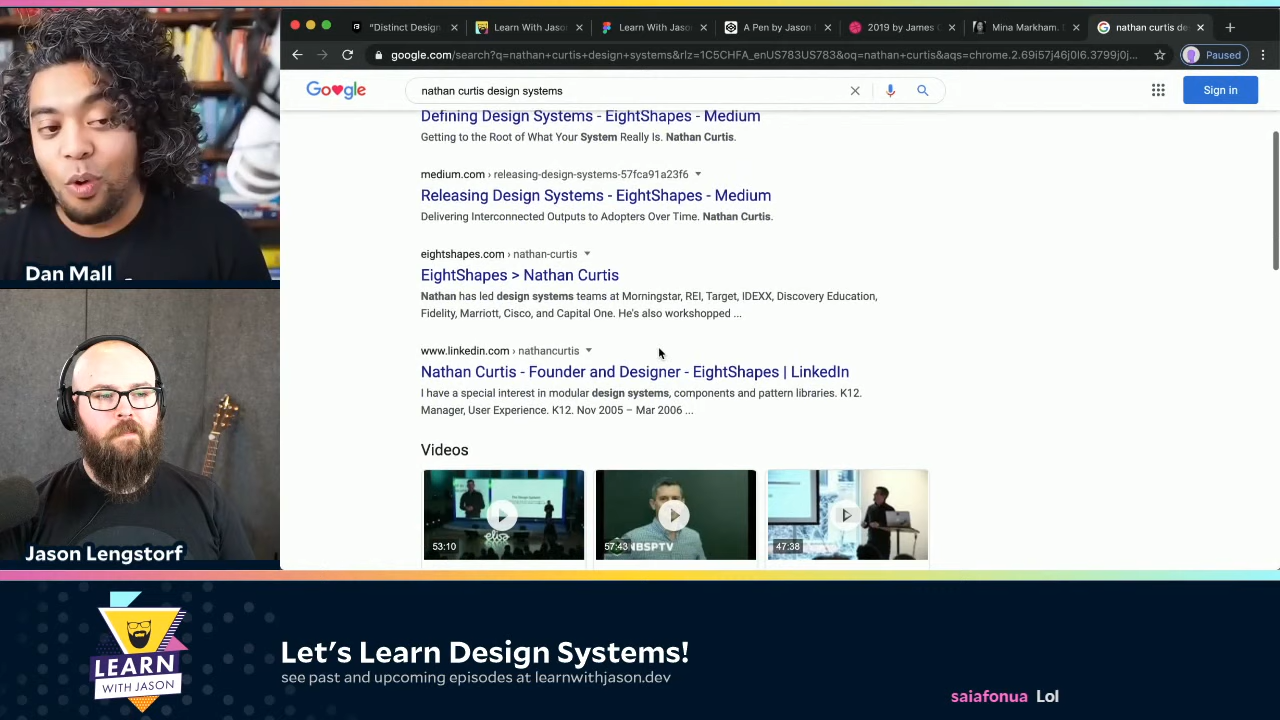 "Distinct Design
Learn With Jaso
Learn With Jaso
A Pen by Jason
2019 by James C
Mina Markham.
nathan curtis de
google.com/search?q=nathan+curtis+design+systems&rlz=1C5CHFA_enUS783US783&oq=nathan+curtis&aqs=chrome.2.69i57j46j0l6.3799j0j...
Paused
Google
nathan curtis design systems
Sign in
Defining Design Systems - EightShapes - Medium
Getting to the Root of What Your System Really Is. Nathan Curtis.
medium.com › releasing-design-systems-57fca91a23f6
Releasing Design Systems - EightShapes - Medium
Delivering Interconnected Outputs to Adopters Over Time. Nathan Curtis.
eightshapes.com › nathan-curtis
EightShapes > Nathan Curtis
Nathan has led design systems teams at Morningstar, REI, Target, IDEXX, Discovery Education,
Fidelity, Marriott, Cisco, and Capital One. He's also workshopped ...
www.linkedin.com › nathancurtis
Nathan Curtis - Founder and Designer - EightShapes | LinkedIn
I have a special interest in modular design systems, components and pattern libraries. K12.
Manager, User Experience. K12. Nov 2005 – Mar 2006 ...
Videos
53:10
elisa
57:43
NBSPTV
47:38
Dan Mall
Jason Lengstorf
LEARN
WITH JASON
Let's Learn Design Systems!
see past and upcoming episodes at learnwithjason.dev
saiafonua Lol